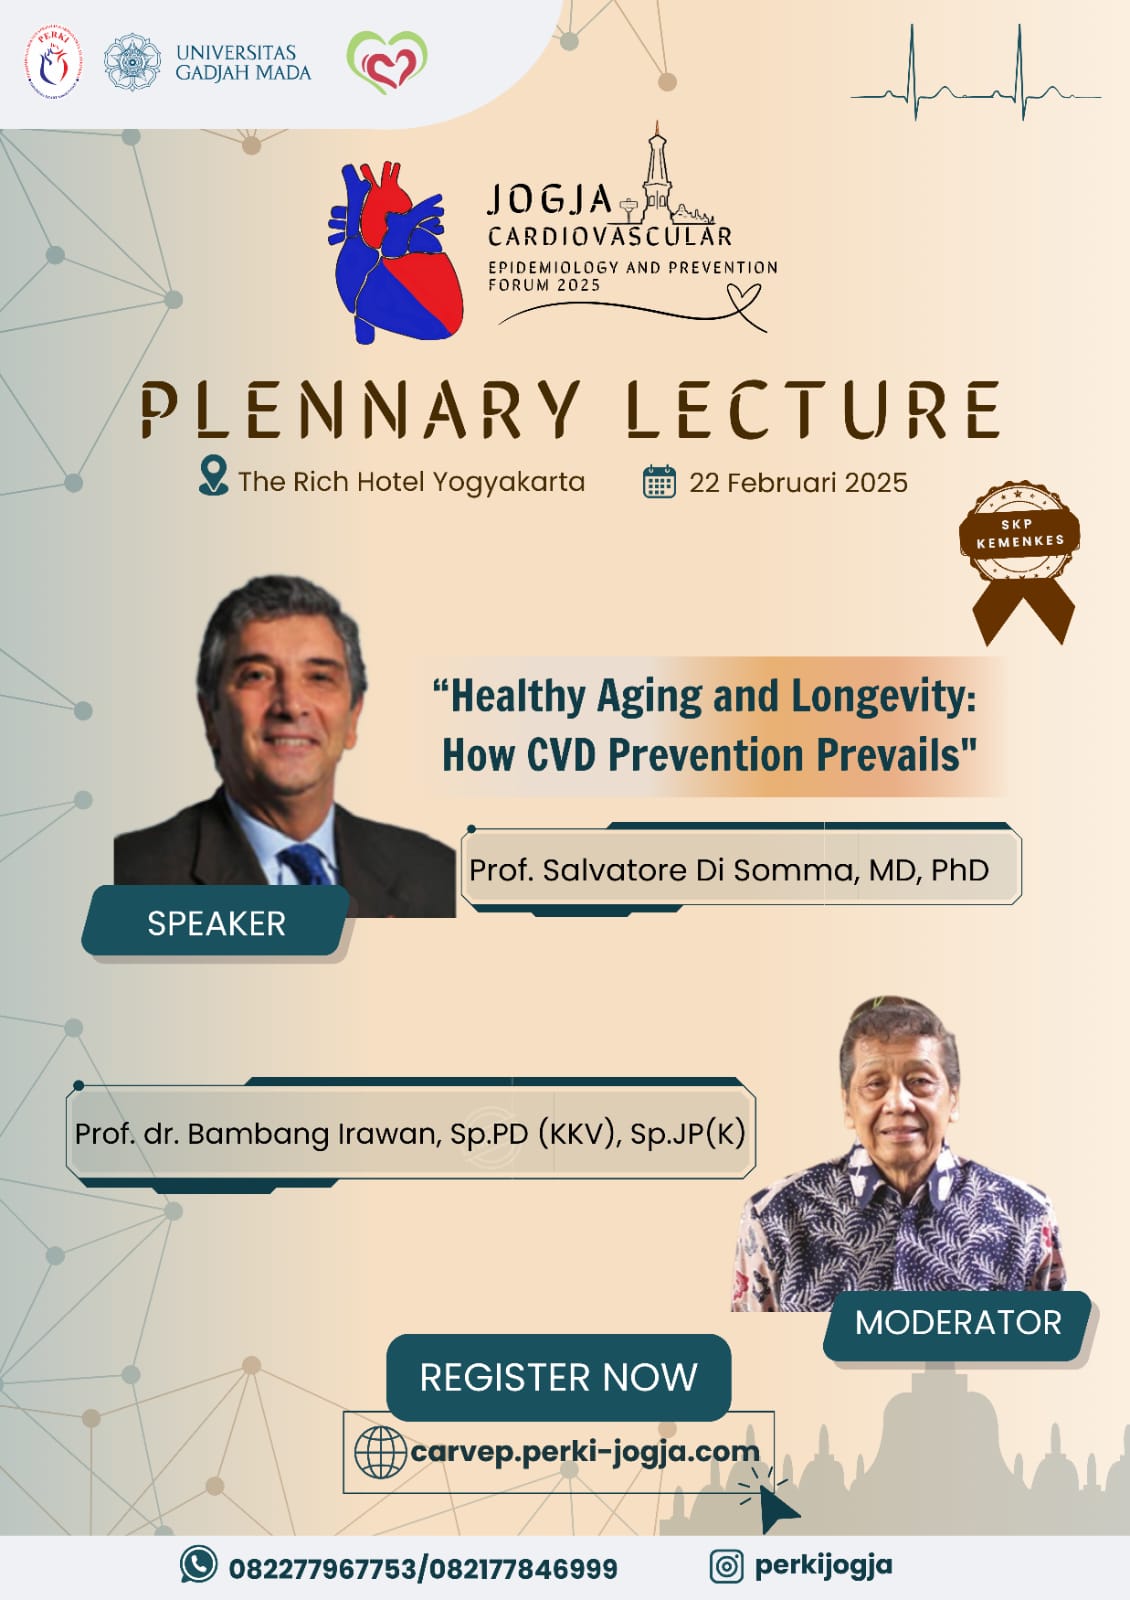 PERKI
UNIVERSITAS
GADJAH MADA
JOGJA
CARDIOVASCULAR
EPIDEMIOLOGY AND PREVENTION
FORUM 2025
PLENNARY LECTURE
The Rich Hotel Yogyakarta
22 Februari 2025
SKP
KEMENKES
“Healthy Aging and Longevity:
How CVD Prevention Prevails"
Prof. Salvatore Di Somma, MD, PhD
SPEAKER
Prof. dr. Bambang Irawan, Sp.PD (KKV), Sp.JP(K)
MODERATOR
REGISTER NOW
carvep.perki-jogja.com
082277967753/082177846999
perkijogja